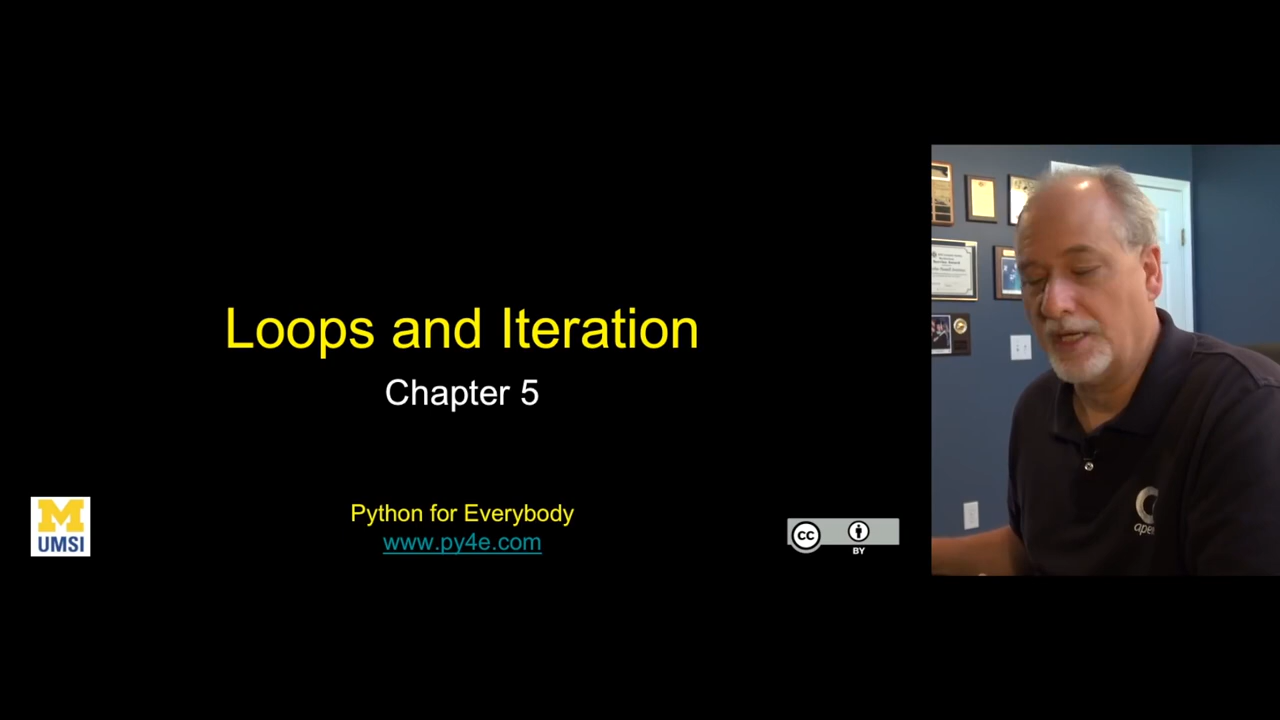 Loops and Iteration
Chapter 5
Python for Everybody
www.py4e.com
M
UMSI
cc
BY